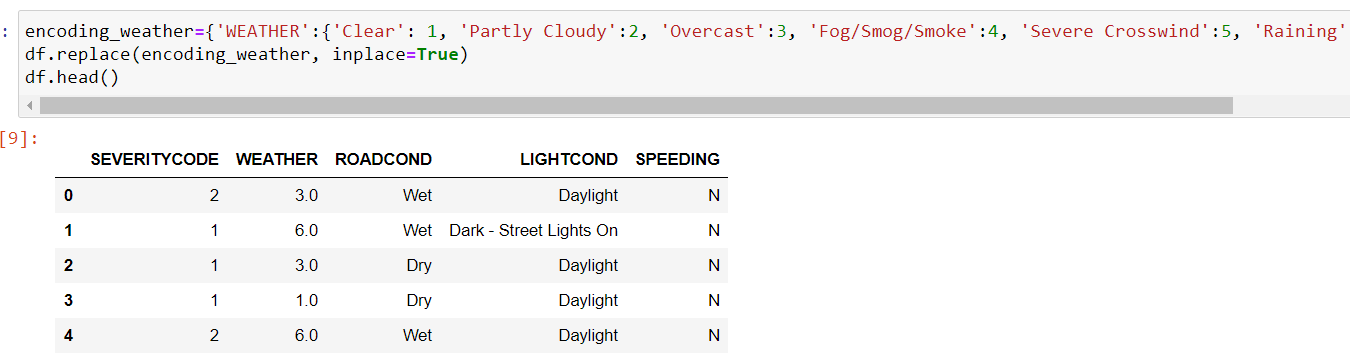 : encoding_weather={'WEATHER':{'Clear': 1, 'Partly Cloudy':2, 'Overcast':3, 'Fog/Smog/Smoke':4, 'Severe Crosswind':5, 'Raining'
df.replace(encoding_weather, inplace=True)
df.head()
[9]:
SEVERITYCODE WEATHER ROADCOND LIGHTCOND SPEEDING
0 2 3.0 Wet Daylight N
1 1 6.0 Wet Dark - Street Lights On N
2 1 3.0 Dry Daylight N
3 1 1.0 Dry Daylight N
4 2 6.0 Wet Daylight N